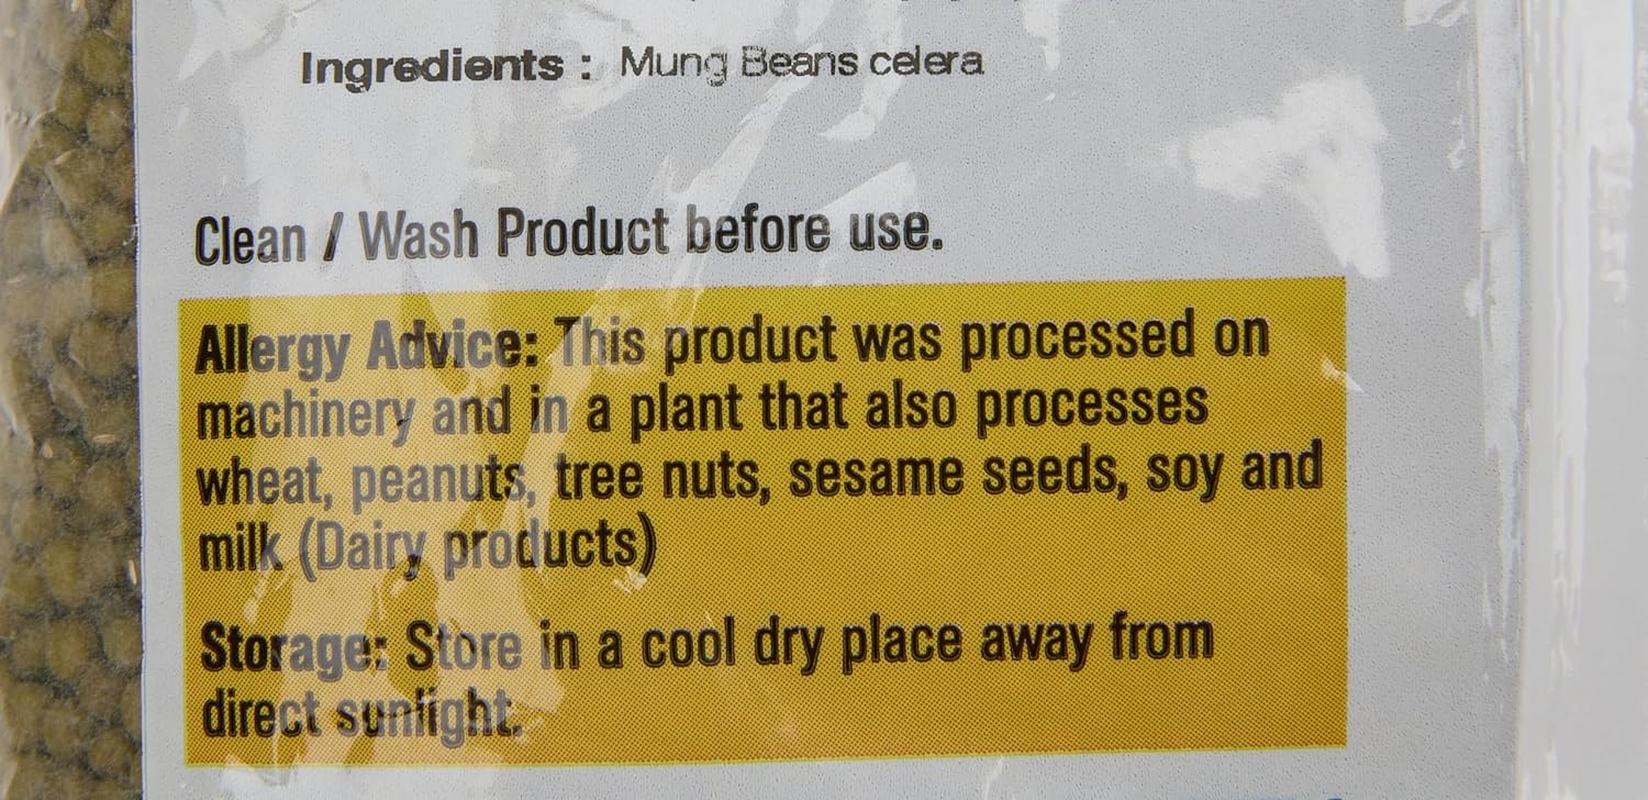 Ingredients : Mung Beans celera
Clean / Wash Product before use.
Allergy Advice: This product was processed on
machinery and in a plant that also processes
wheat, peanuts, tree nuts, sesame seeds, soy and
milk (Dairy products)
Storage: Store in a cool dry place away from
direct sunlight.